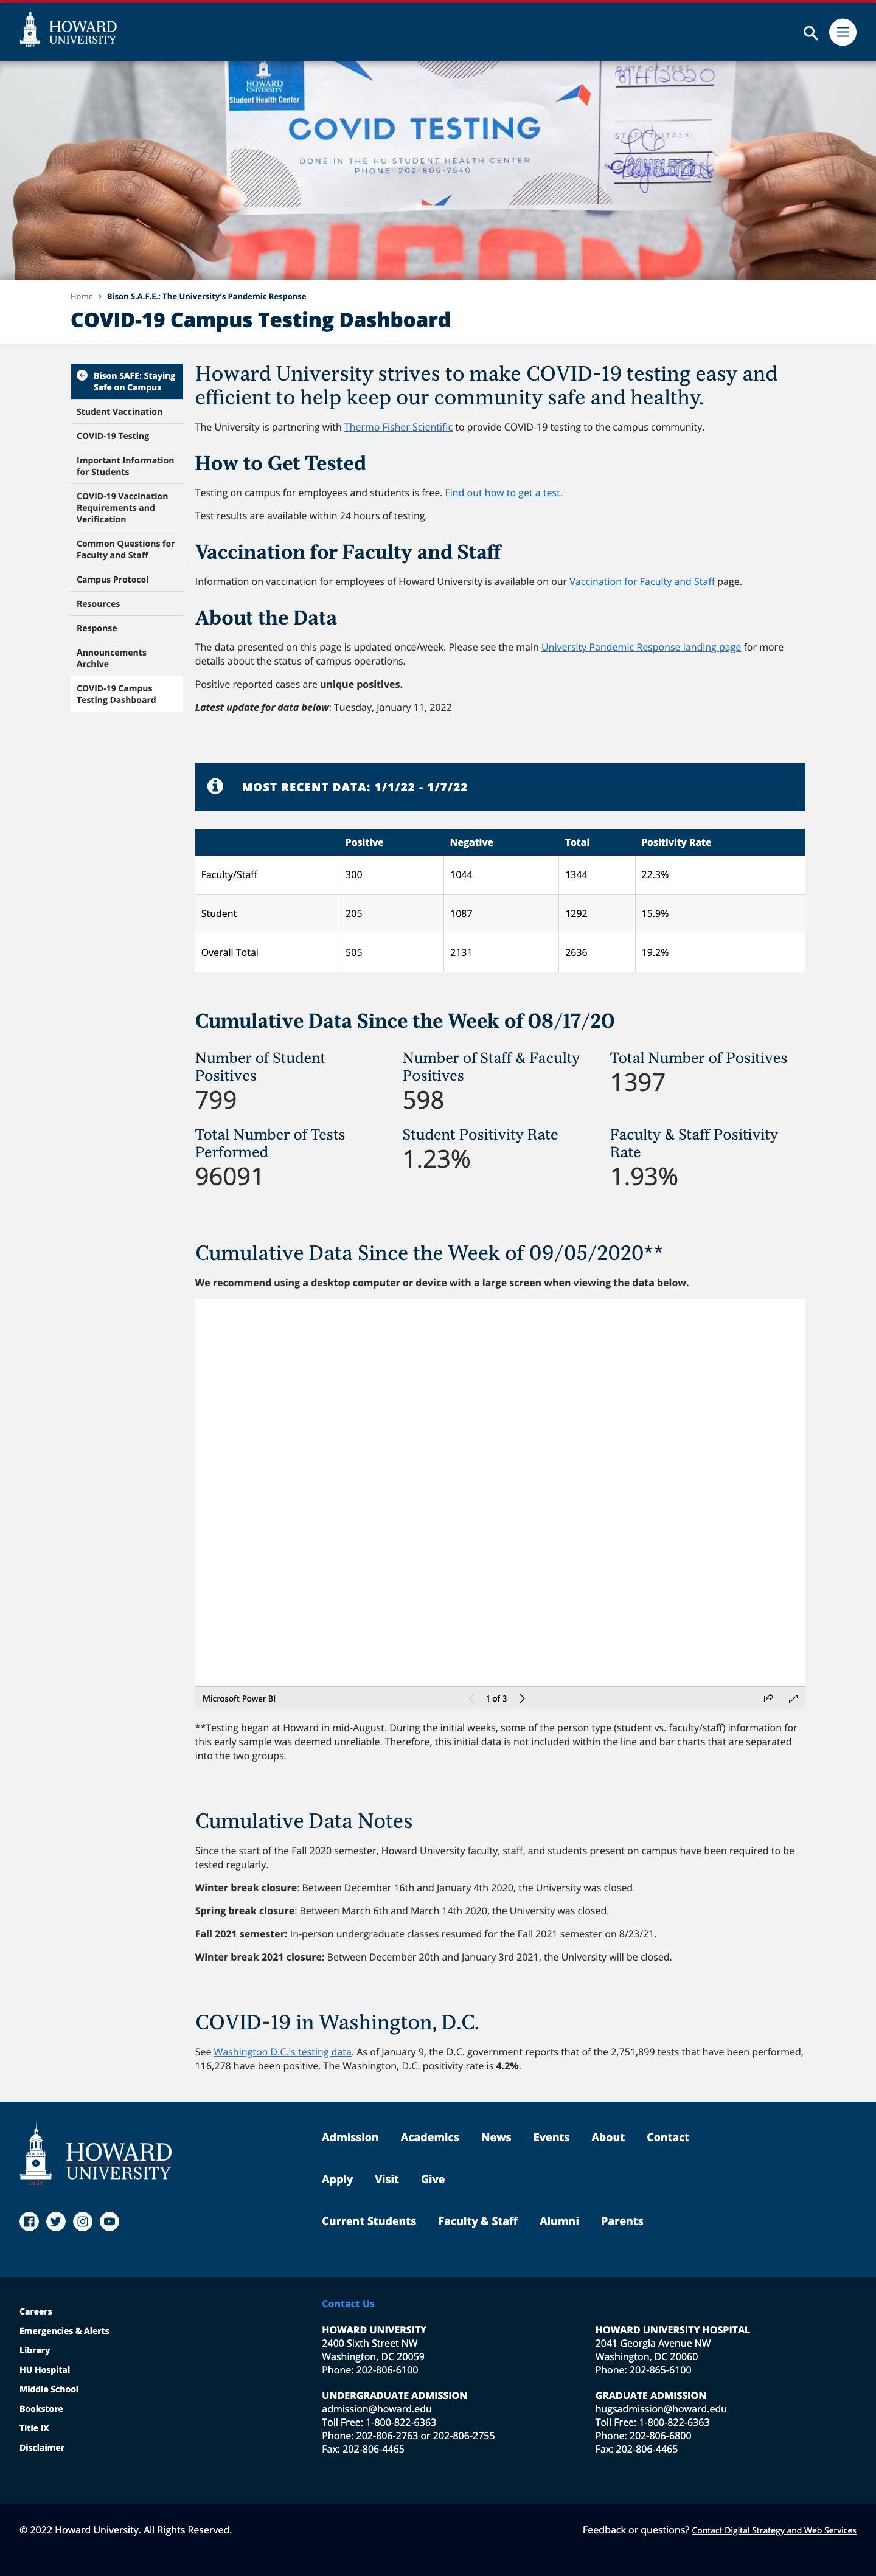 HOWARD
UNIVERSITY
1867
HOWARD
UNIVERSITY
Student Health Center
COVID TESTING
DONE IN THE HU STUDENT HEALTH CENTER
PHONE: 202-806-7540
DATE OF TEST
8/14/2020
STAFF INITALS
Home > Bison S.A.F.E.: The University's Pandemic Response
COVID-19 Campus Testing Dashboard
Bison SAFE: Staying
Safe on Campus
Student Vaccination
COVID-19 Testing
Important Information
for Students
COVID-19 Vaccination
Requirements and
Verification
Common Questions for
Faculty and Staff
Campus Protocol
Resources
Response
Announcements
Archive
COVID-19 Campus
Testing Dashboard
Howard University strives to make COVID-19 testing easy and
efficient to help keep our community safe and healthy.
The University is partnering with Thermo Fisher Scientific to provide COVID-19 testing to the campus community.
How to Get Tested
Testing on campus for employees and students is free. Find out how to get a test.
Test results are available within 24 hours of testing.
Vaccination for Faculty and Staff
Information on vaccination for employees of Howard University is available on our Vaccination for Faculty and Staff page.
About the Data
The data presented on this page is updated once/week. Please see the main University Pandemic Response landing page for more
details about the status of campus operations.
Positive reported cases are unique positives.
Latest update for data below: Tuesday, January 11, 2022
MOST RECENT DATA: 1/1/22 - 1/7/22
Positive Negative Total Positivity Rate
Faculty/Staff 300 1044 1344 22.3%
Student 205 1087 1292 15.9%
Overall Total 505 2131 2636 19.2%
Cumulative Data Since the Week of 08/17/20
Number of Student
Positives
799
Number of Staff & Faculty
Positives
598
Total Number of Positives
1397
Total Number of Tests
Performed
96091
Student Positivity Rate
1.23%
Faculty & Staff Positivity
Rate
1.93%
Cumulative Data Since the Week of 09/05/2020**
We recommend using a desktop computer or device with a large screen when viewing the data below.
Microsoft Power BI 1 of 3
**Testing began at Howard in mid-August. During the initial weeks, some of the person type (student vs. faculty/staff) information for
this early sample was deemed unreliable. Therefore, this initial data is not included within the line and bar charts that are separated
into the two groups.
Cumulative Data Notes
Since the start of the Fall 2020 semester, Howard University faculty, staff, and students present on campus have been required to be
tested regularly.
Winter break closure: Between December 16th and January 4th 2020, the University was closed.
Spring break closure: Between March 6th and March 14th 2020, the University was closed.
Fall 2021 semester: In-person undergraduate classes resumed for the Fall 2021 semester on 8/23/21.
Winter break 2021 closure: Between December 20th and January 3rd 2021, the University will be closed.
COVID-19 in Washington, D.C.
See Washington D.C.'s testing data. As of January 9, the D.C. government reports that of the 2,751,899 tests that have been performed,
116,278 have been positive. The Washington, D.C. positivity rate is 4.2%.
HOWARD
UNIVERSITY
1867
Admission Academics News Events About Contact
Apply Visit Give
Current Students Faculty & Staff Alumni Parents
Careers
Emergencies & Alerts
Library
HU Hospital
Middle School
Bookstore
Title IX
Disclaimer
Contact Us
HOWARD UNIVERSITY
2400 Sixth Street NW
Washington, DC 20059
Phone: 202-806-6100
HOWARD UNIVERSITY HOSPITAL
2041 Georgia Avenue NW
Washington, DC 20060
Phone: 202-865-6100
UNDERGRADUATE ADMISSION
admission@howard.edu
Toll Free: 1-800-822-6363
Phone: 202-806-2763 or 202-806-2755
Fax: 202-806-4465
GRADUATE ADMISSION
hugsadmission@howard.edu
Toll Free: 1-800-822-6363
Phone: 202-806-6800
Fax: 202-806-4465
© 2022 Howard University. All Rights Reserved.
Feedback or questions? Contact Digital Strategy and Web Services